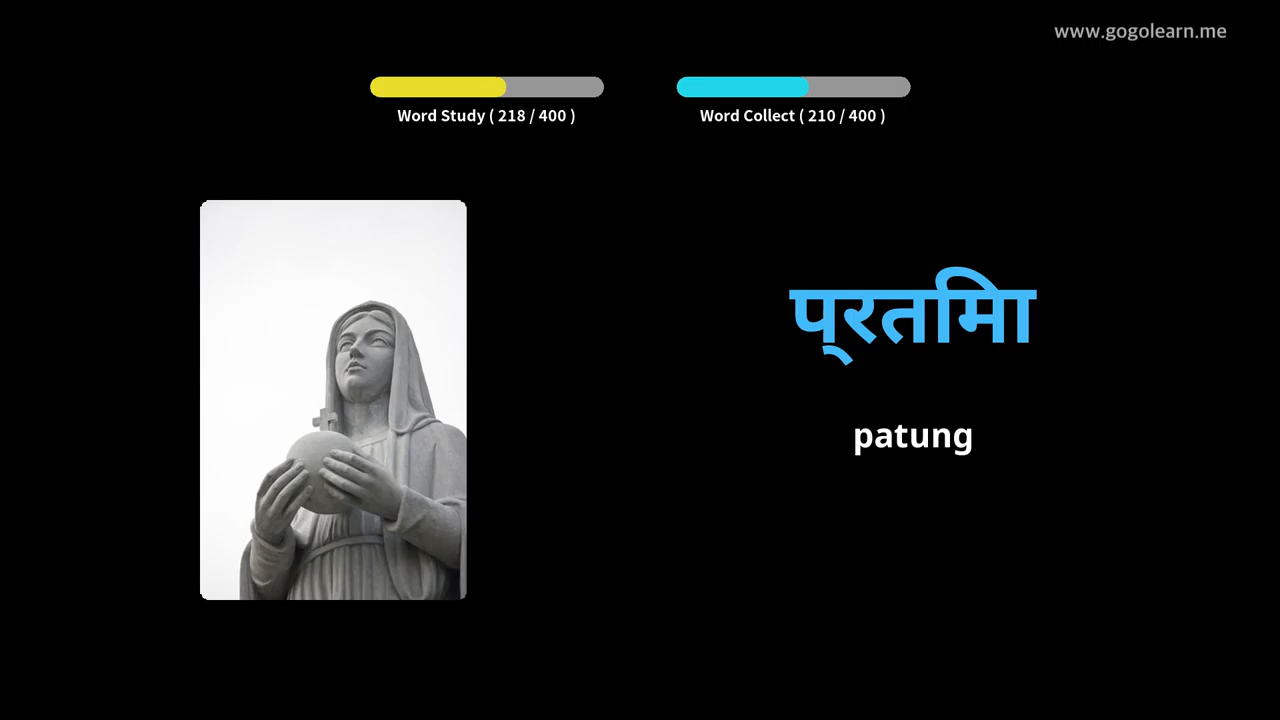 www.gogolearn.me
Word Study ( 218 / 400 )
Word Collect ( 210 / 400 )
प्रतिमा
patung